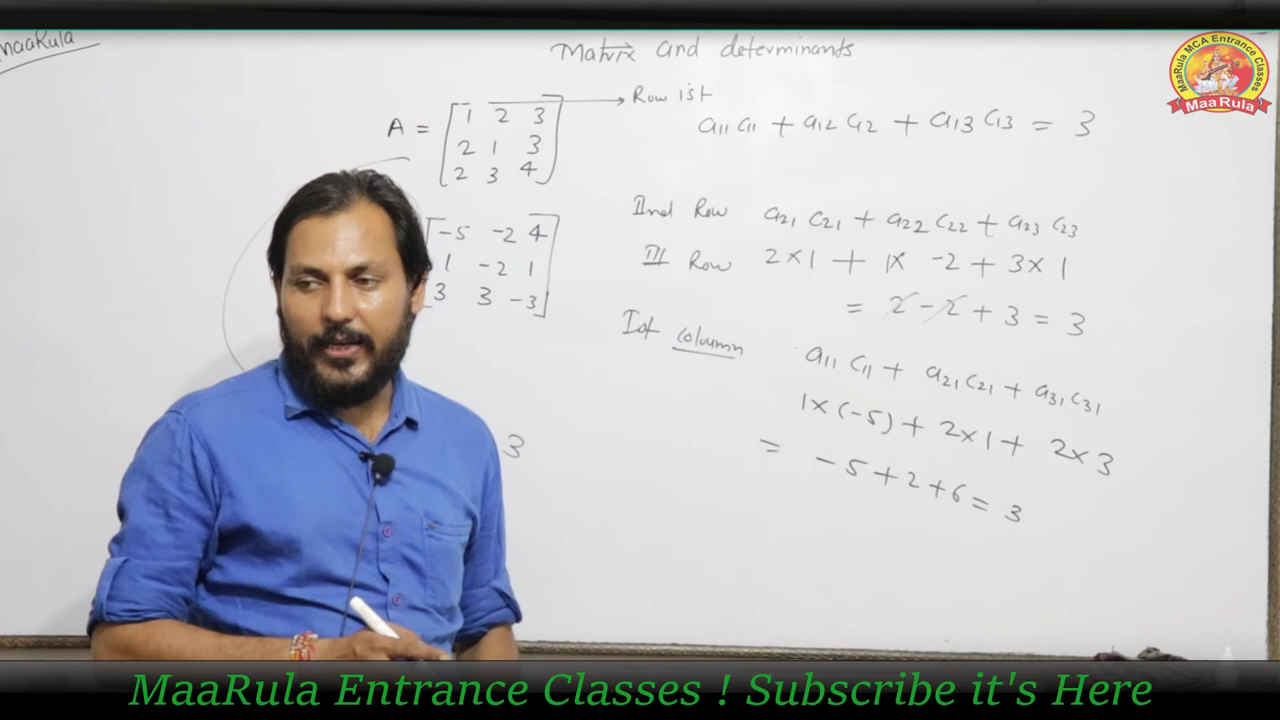 MaaRula
Matrix and determinants
MaaRula MCA Entrance Classes
MaaRula
Row Ist
A = [1 2 3
2 1 3
2 3 4]
a11 c11 + a12 c12 + a13 c13 = 3
[-5 -2 4
1 -2 1
3 3 -3]
IInd Row a21 c21 + a22 c22 + a23 c23
III Row 2×1 + 1× -2 + 3×1
= 2 - 2 + 3 = 3
Ist column a11 c11 + a21 c21 + a31 c31
1×(-5) + 2×1 + 2×3
= -5+2+6 = 3
3
MaaRula Entrance Classes ! Subscribe it's Here